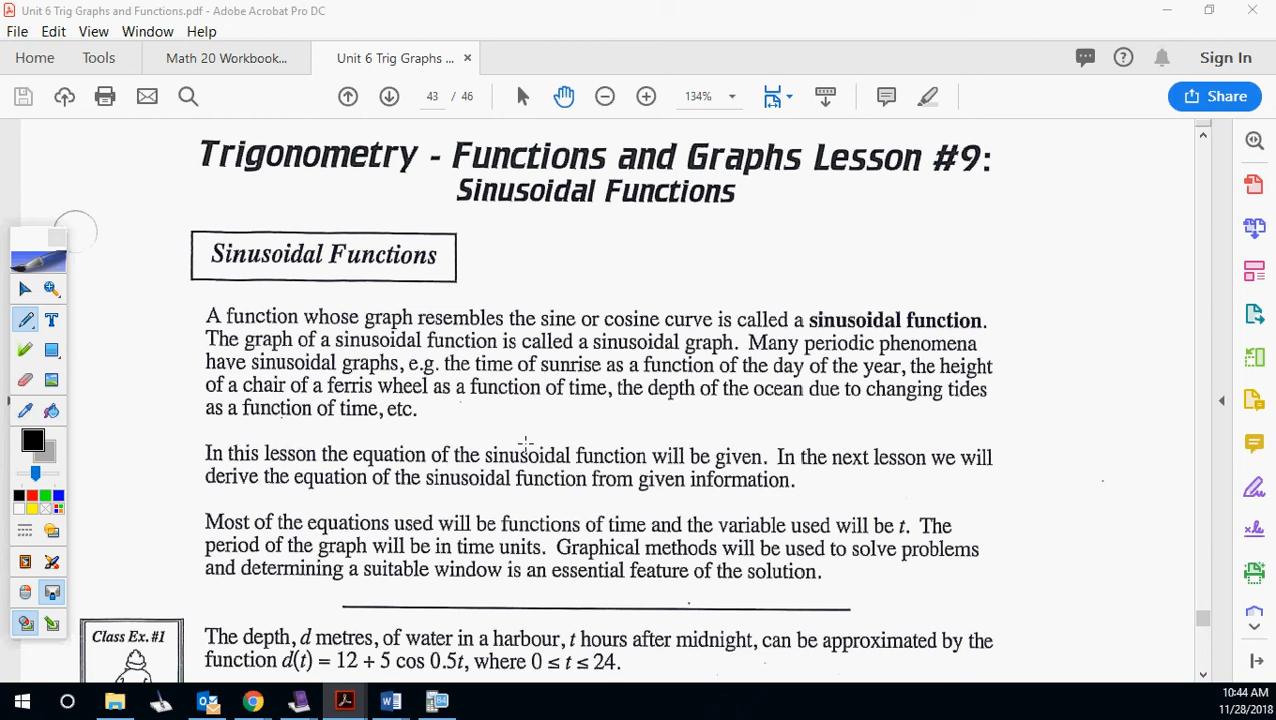 Unit 6 Trig Graphs and Functions.pdf - Adobe Acrobat Pro DC
File Edit View Window Help
Home Tools Math 20 Workbook... Unit 6 Trig Graphs ... × Sign In
43 / 46 134% Share
Trigonometry - Functions and Graphs Lesson #9:
Sinusoidal Functions
Sinusoidal Functions
A function whose graph resembles the sine or cosine curve is called a sinusoidal function.
The graph of a sinusoidal function is called a sinusoidal graph. Many periodic phenomena
have sinusoidal graphs, e.g. the time of sunrise as a function of the day of the year, the height
of a chair of a ferris wheel as a function of time, the depth of the ocean due to changing tides
as a function of time, etc.
In this lesson the equation of the sinusoidal function will be given. In the next lesson we will
derive the equation of the sinusoidal function from given information.
Most of the equations used will be functions of time and the variable used will be t. The
period of the graph will be in time units. Graphical methods will be used to solve problems
and determining a suitable window is an essential feature of the solution.
Class Ex. #1
The depth, d metres, of water in a harbour, t hours after midnight, can be approximated by the
function d(t) = 12 + 5 cos 0.5t, where 0 ≤ t ≤ 24.
10:44 AM
11/28/2018